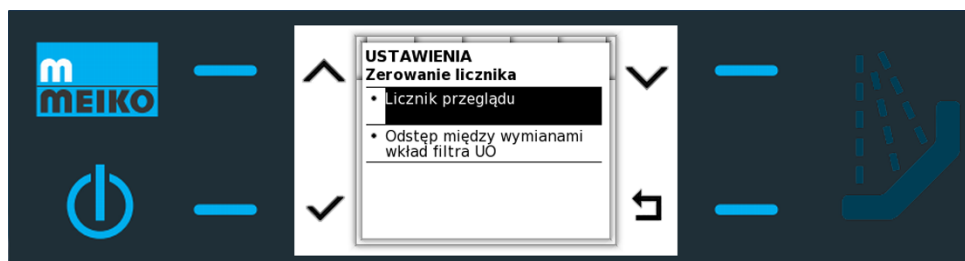 m
MEIKO
USTAWIENIA
Zerowanie licznika
• Licznik przeglądu
• Odstęp między wymianami
wkład filtra UO